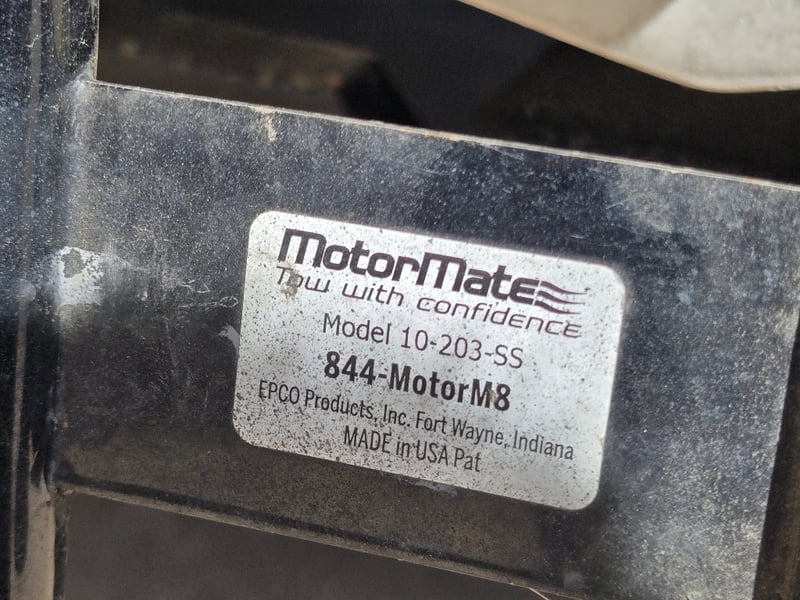 MotorMate
Tow with confidence
Model 10-203-SS
844-MotorM8
EPCO Products, Inc. Fort Wayne, Indiana
MADE in USA Pat